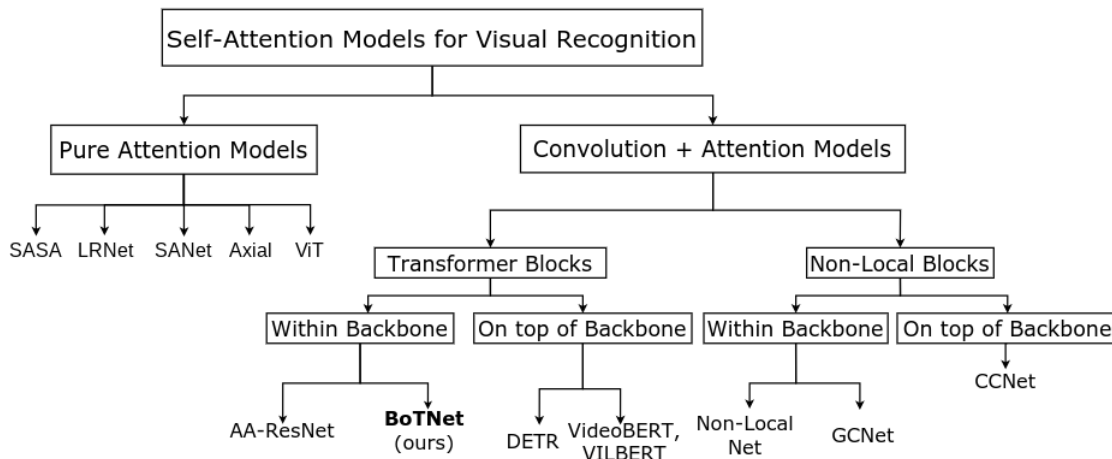 Self-Attention Models for Visual Recognition
Pure Attention Models
Convolution + Attention Models
SASA LRNet SANet Axial ViT
Transformer Blocks
Non-Local Blocks
Within Backbone
On top of Backbone
Within Backbone
On top of Backbone
AA-ResNet
BoTNet
(ours)
DETR
VideoBERT,
VILBERT
Non-Local
Net
GCNet
CCNet